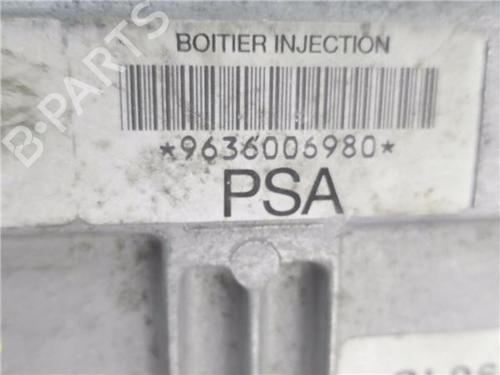 BOITIER INJECTION
*9636006980*
PSA
B-PARTS